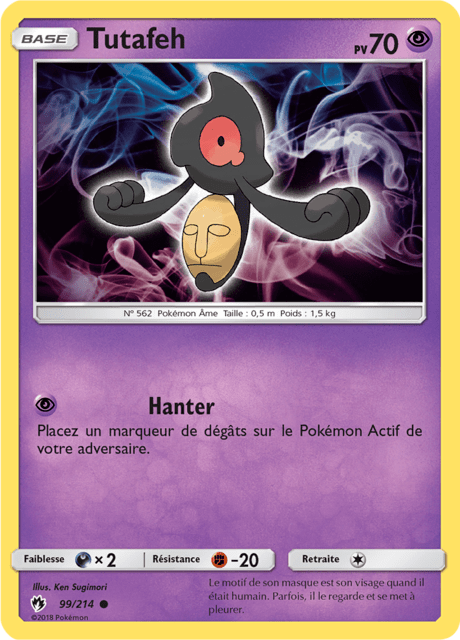 BASE Tutafeh PV70
Nº 562 Pokémon Âme Taille : 0,5 m Poids : 1,5 kg
Hanter
Placez un marqueur de dégâts sur le Pokémon Actif de
votre adversaire.
Faiblesse ×2 Résistance -20 Retraite
Illus. Ken Sugimori
99/214
©2018 Pokémon
Le motif de son masque est son visage quand il
était humain. Parfois, il le regarde et se met à
pleurer.